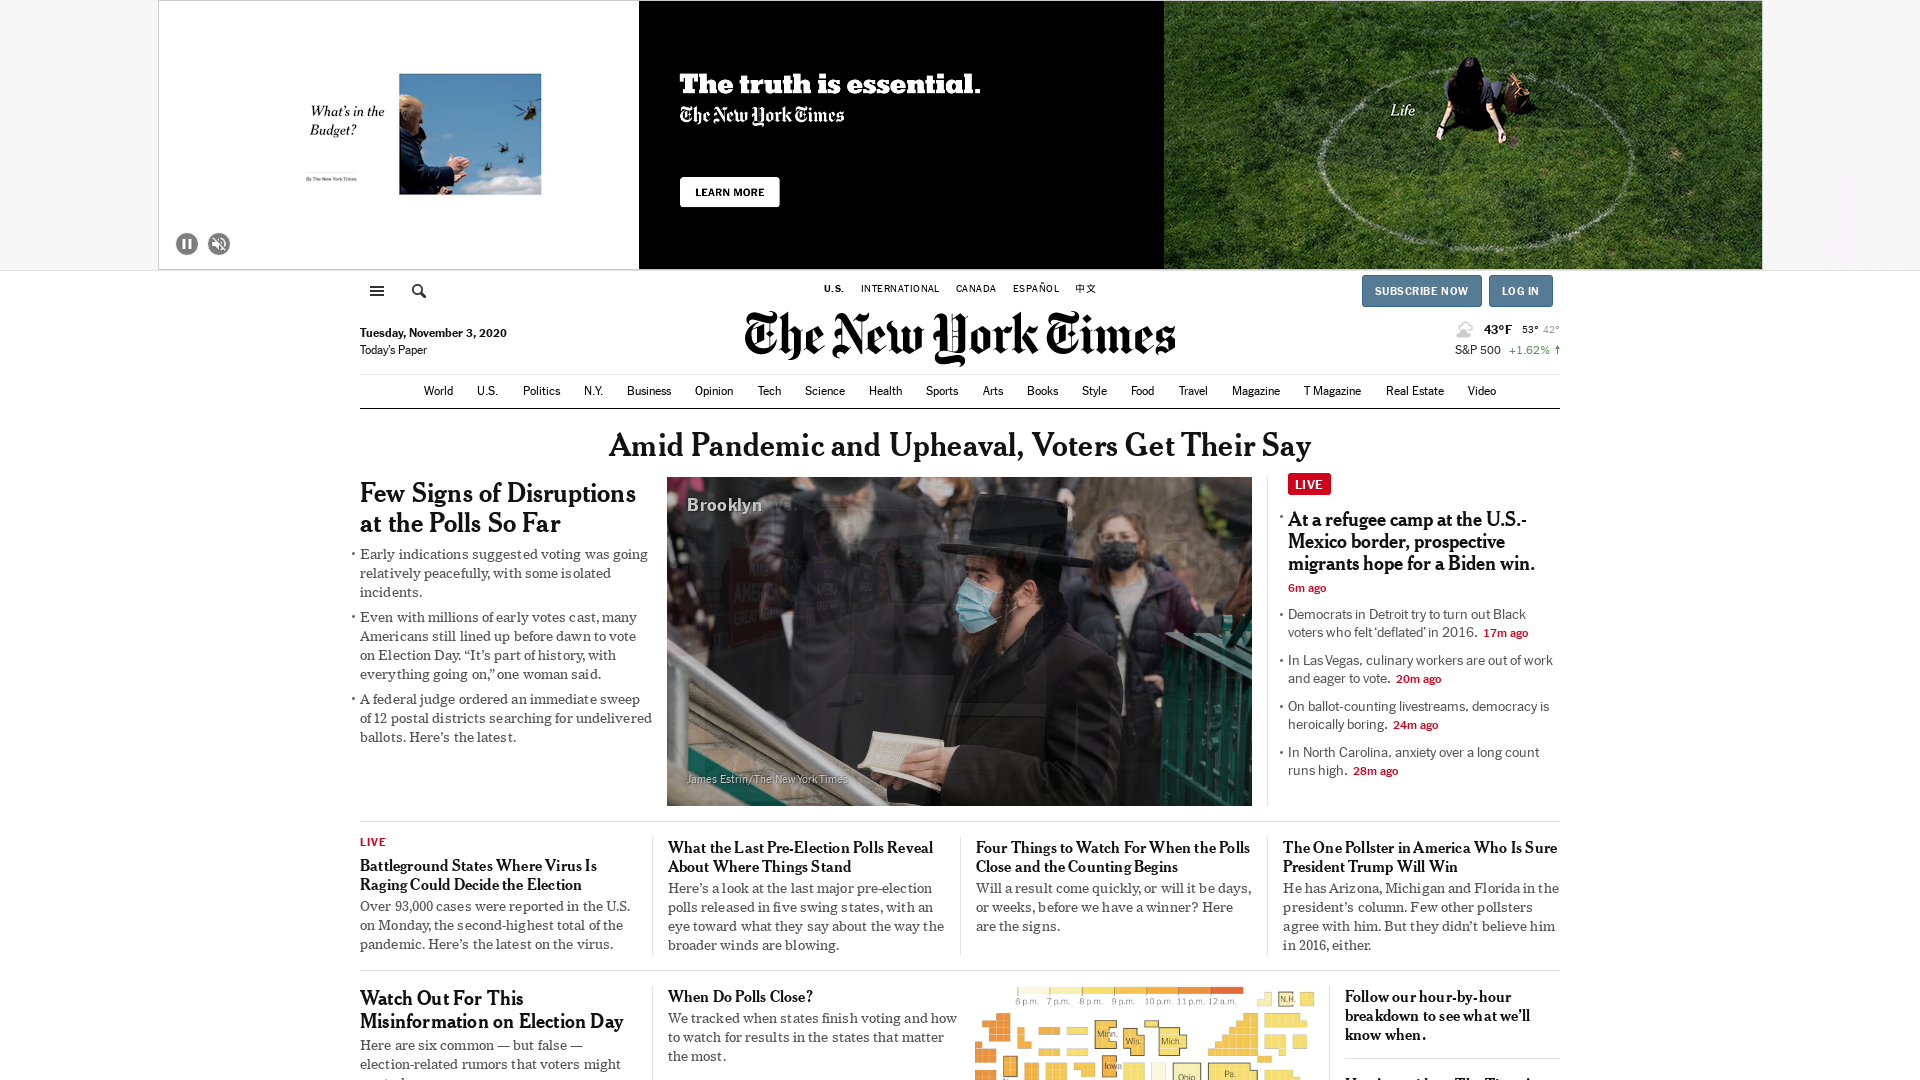 What's in the
Budget?
By The New York Times
The truth is essential.
The New York Times
LEARN MORE
Life
U.S. INTERNATIONAL CANADA ESPAÑOL 中文
SUBSCRIBE NOW LOG IN
Tuesday, November 3, 2020
Today's Paper
The New York Times
43°F 53° 42°
S&P 500 +1.62% ↑
World U.S. Politics N.Y. Business Opinion Tech Science Health Sports Arts Books Style Food Travel Magazine T Magazine Real Estate Video
Amid Pandemic and Upheaval, Voters Get Their Say
Few Signs of Disruptions
at the Polls So Far
• Early indications suggested voting was going
relatively peacefully, with some isolated
incidents.
• Even with millions of early votes cast, many
Americans still lined up before dawn to vote
on Election Day. “It’s part of history, with
everything going on,” one woman said.
• A federal judge ordered an immediate sweep
of 12 postal districts searching for undelivered
ballots. Here’s the latest.
Brooklyn
James Estrin/The New York Times
LIVE
• At a refugee camp at the U.S.-
Mexico border, prospective
migrants hope for a Biden win.
6m ago
• Democrats in Detroit try to turn out Black
voters who felt ‘deflated’ in 2016. 17m ago
• In Las Vegas, culinary workers are out of work
and eager to vote. 20m ago
• On ballot-counting livestreams, democracy is
heroically boring. 24m ago
• In North Carolina, anxiety over a long count
runs high. 28m ago
LIVE
Battleground States Where Virus Is
Raging Could Decide the Election
Over 93,000 cases were reported in the U.S.
on Monday, the second-highest total of the
pandemic. Here’s the latest on the virus.
What the Last Pre-Election Polls Reveal
About Where Things Stand
Here’s a look at the last major pre-election
polls released in five swing states, with an
eye toward what they say about the way the
broader winds are blowing.
Four Things to Watch For When the Polls
Close and the Counting Begins
Will a result come quickly, or will it be days,
or weeks, before we have a winner? Here
are the signs.
The One Pollster in America Who Is Sure
President Trump Will Win
He has Arizona, Michigan and Florida in the
president’s column. Few other pollsters
agree with him. But they didn’t believe him
in 2016, either.
Watch Out For This
Misinformation on Election Day
Here are six common — but false —
election-related rumors that voters might
When Do Polls Close?
We tracked when states finish voting and how
to watch for results in the states that matter
the most.
6 p.m. 7 p.m. 8 p.m. 9 p.m. 10 p.m. 11 p.m. 12 a.m.
N.H.
Minn.
Wis. Mich.
Iowa
Ohio Pa.
Follow our hour-by-hour
breakdown to see what we’ll
know when.